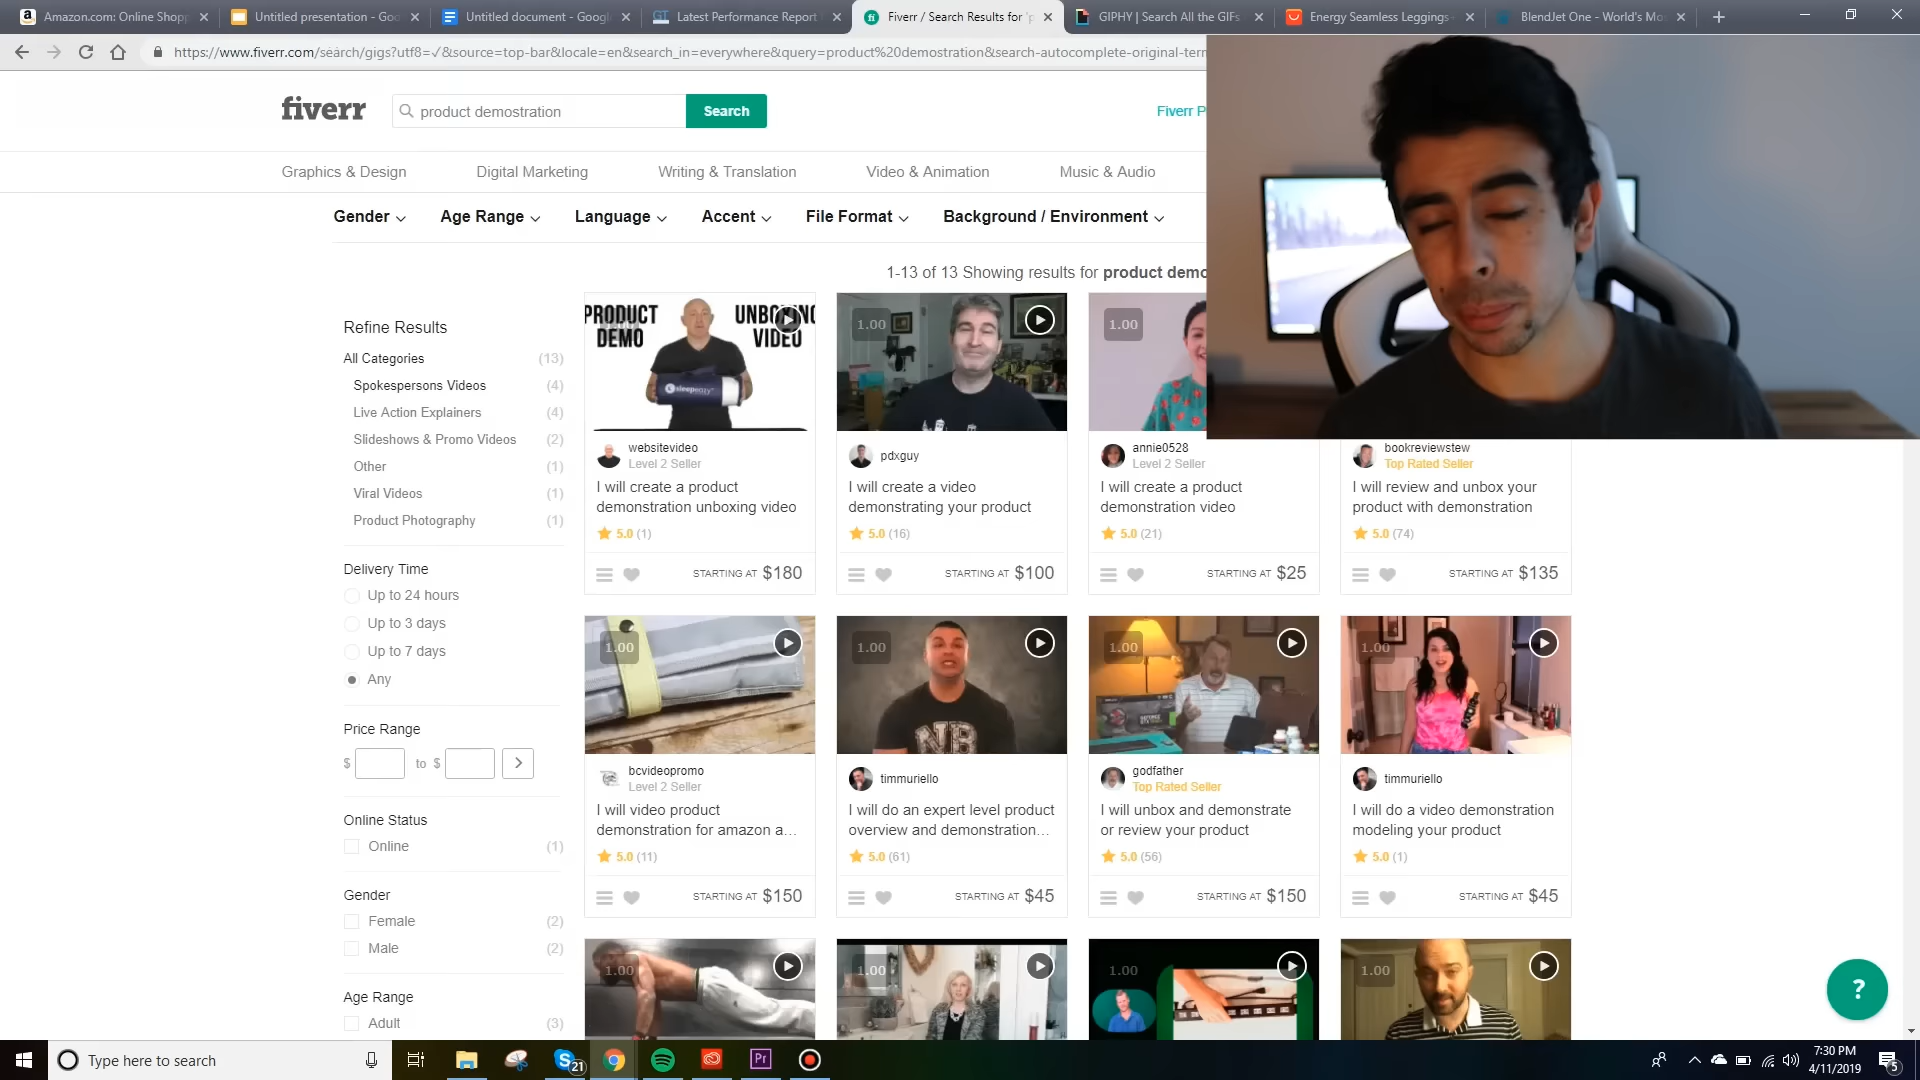 Amazon.com: Online Shopp
Untitled presentation - Goo
Untitled document - Google
Latest Performance Report
Fiverr / Search Results for 'p
GIPHY | Search All the GIFs
Energy Seamless Leggings
BlendJet One - World's Mo
https://www.fiverr.com/search/gigs?utf8=✓&source=top-bar&locale=en&search_in=everywhere&query=product%20demostration&search-autocomplete-original-terr
fiverr
product demostration
Search
Fiverr P
Graphics & Design
Digital Marketing
Writing & Translation
Video & Animation
Music & Audio
Gender
Age Range
Language
Accent
File Format
Background / Environment
1-13 of 13 Showing results for product demo
Refine Results
All Categories (13)
Spokespersons Videos (4)
Live Action Explainers (4)
Slideshows & Promo Videos (2)
Other (1)
Viral Videos (1)
Product Photography (1)
Delivery Time
Up to 24 hours
Up to 3 days
Up to 7 days
Any
Price Range
$ to $
Online Status
Online (1)
Gender
Female (2)
Male (2)
Age Range
Adult (3)
PRODUCT DEMO
UNBOXING VIDEO
sleepeazy
websitevideo
Level 2 Seller
I will create a product
demonstration unboxing video
5.0 (1)
STARTING AT $180
1.00
pdxguy
I will create a video
demonstrating your product
5.0 (16)
STARTING AT $100
1.00
annie0528
Level 2 Seller
I will create a product
demonstration video
5.0 (21)
STARTING AT $25
bookreviewstew
Top Rated Seller
I will review and unbox your
product with demonstration
5.0 (74)
STARTING AT $135
1.00
bcvideopromo
Level 2 Seller
I will video product
demonstration for amazon a...
5.0 (11)
STARTING AT $150
1.00
NB
timmuriello
I will do an expert level product
overview and demonstration...
5.0 (61)
STARTING AT $45
1.00
godfather
Top Rated Seller
I will unbox and demonstrate
or review your product
5.0 (56)
STARTING AT $150
1.00
timmuriello
I will do a video demonstration
modeling your product
5.0 (1)
STARTING AT $45
1.00
1.00
1.00
1.00
?
Type here to search
21
Pr
7:30 PM
4/11/2019
5